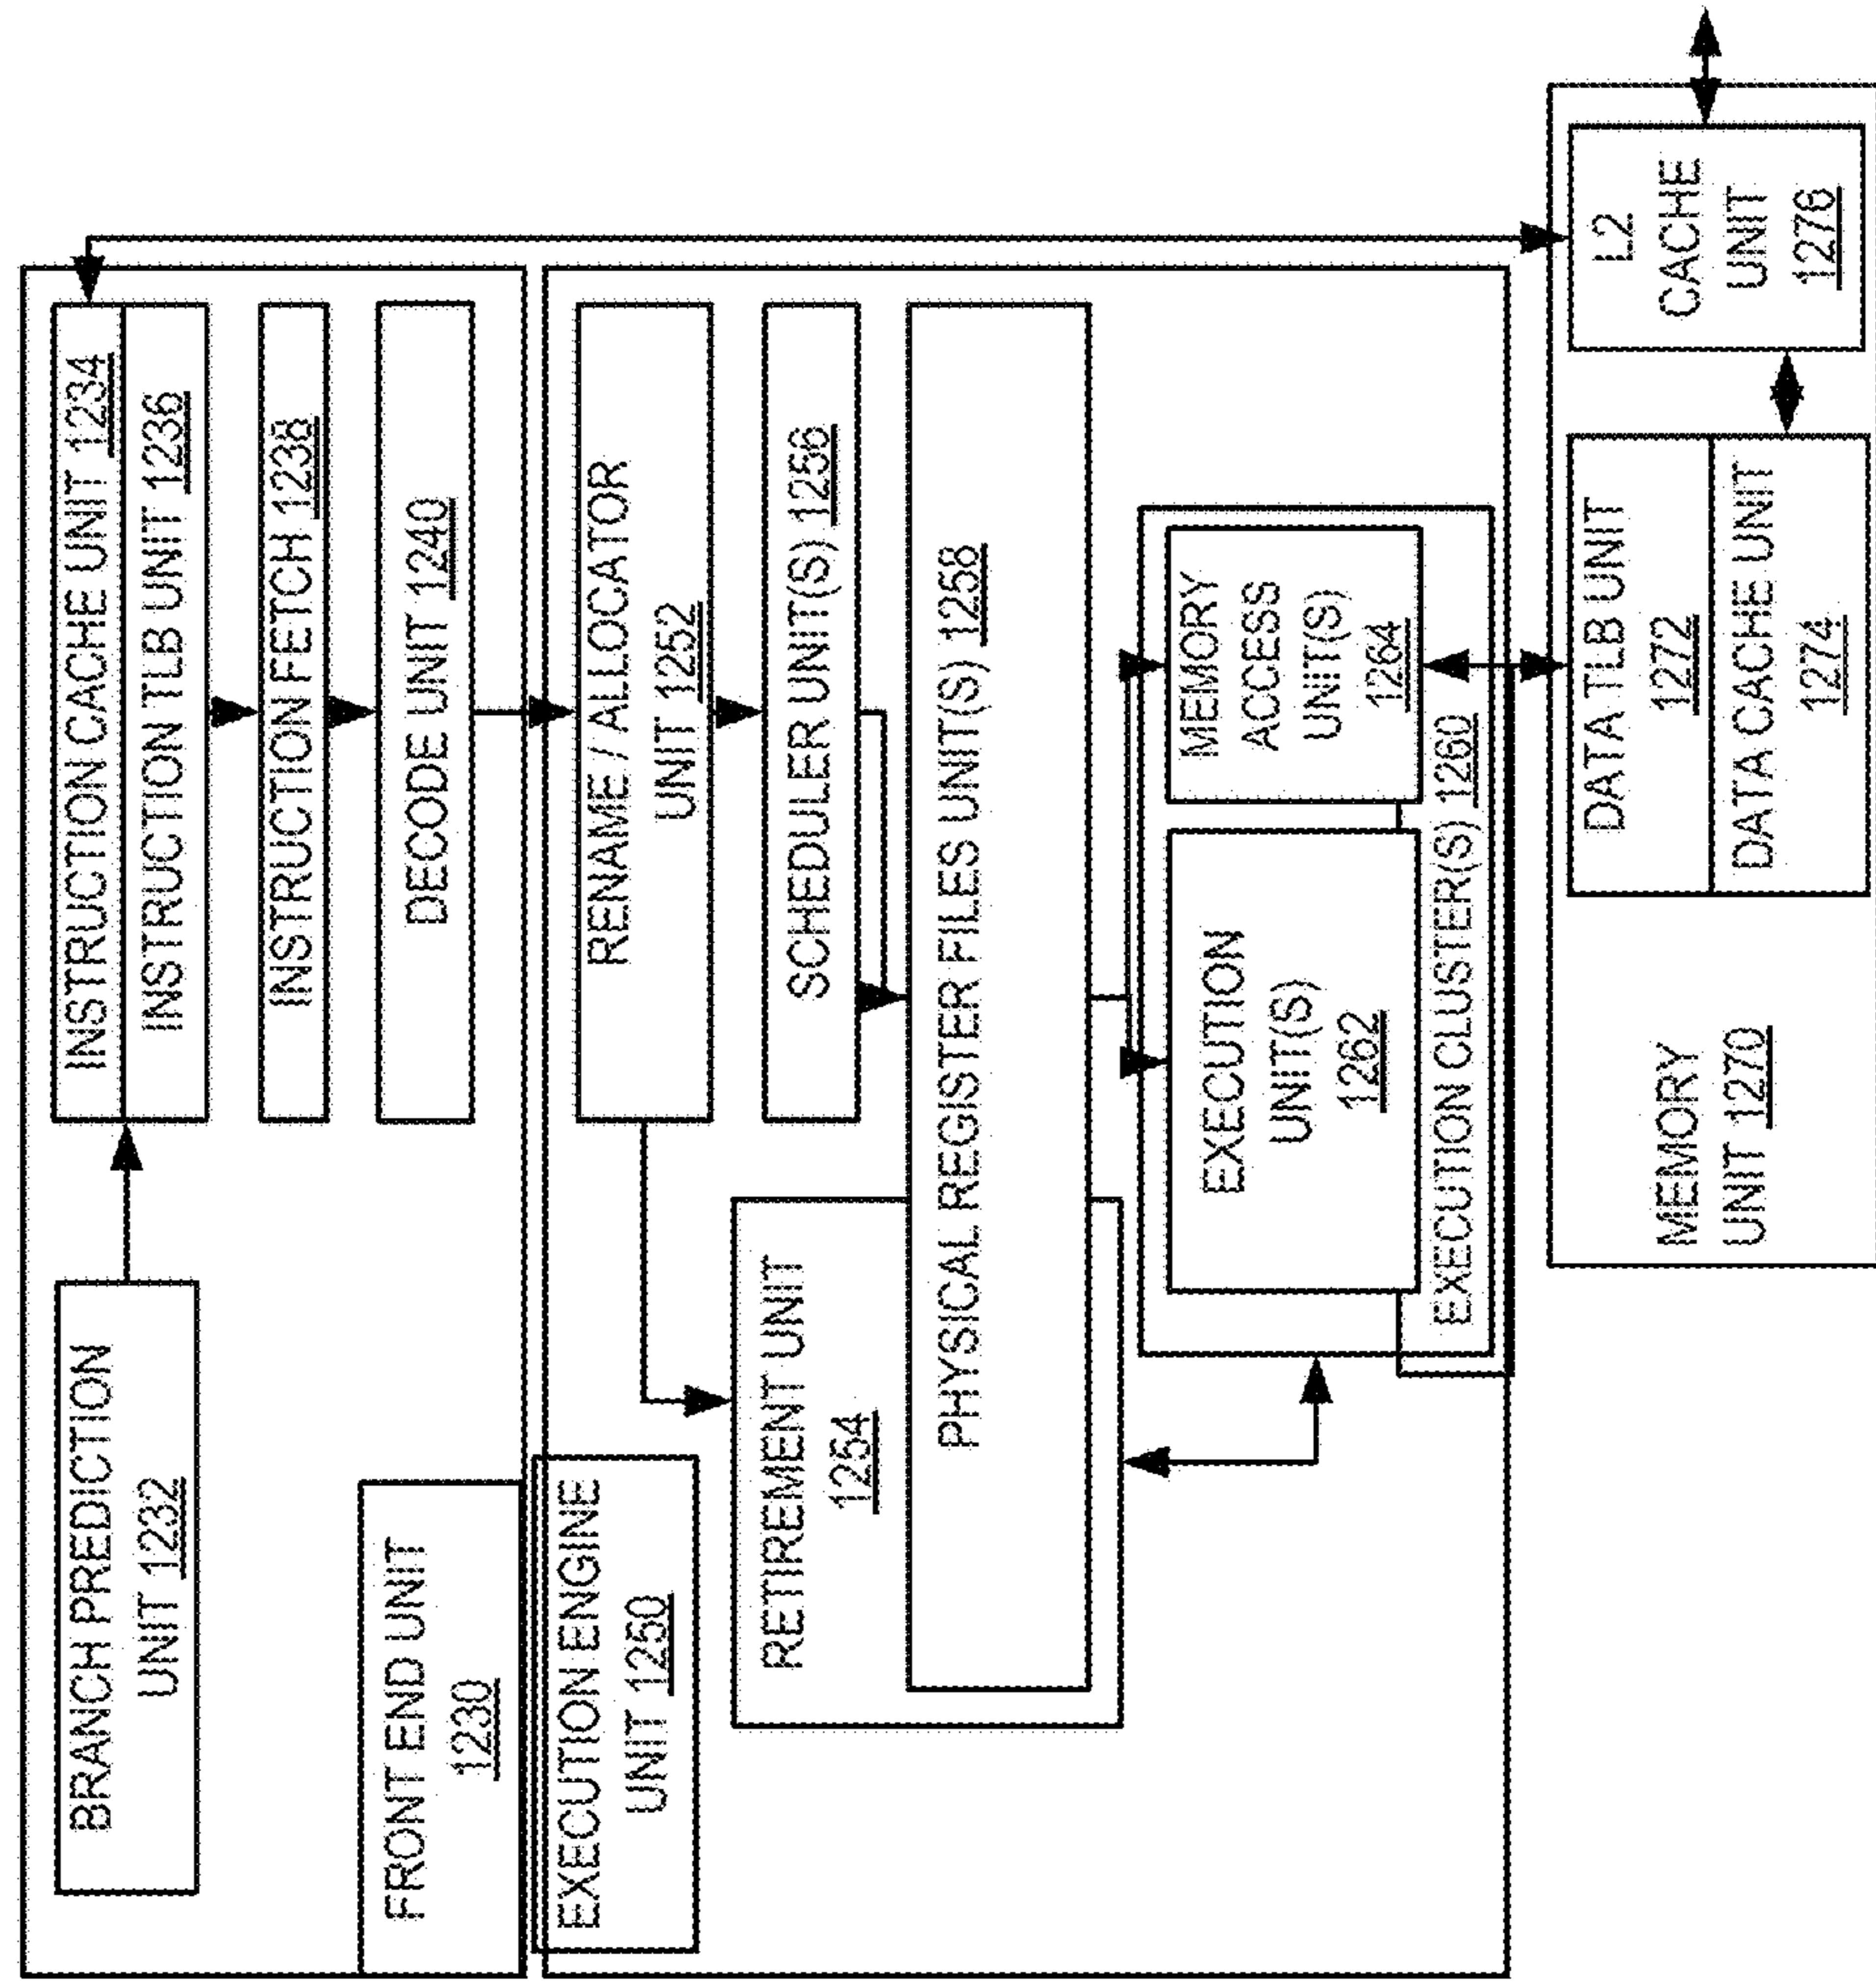 BRANCH PREDICTION
UNIT 1232
INSTRUCTION CACHE UNIT 1234
INSTRUCTION TLB UNIT 1236
INSTRUCTION FETCH 1238
DECODE UNIT 1240
FRONT END UNIT
1230
EXECUTION ENGINE
UNIT 1250
RENAME / ALLOCATOR
UNIT 1252
RETIREMENT UNIT
1254
SCHEDULER UNIT(S) 1256
PHYSICAL REGISTER FILES UNIT(S) 1258
EXECUTION
UNIT(S)
1262
MEMORY
ACCESS
UNIT(S)
1264
EXECUTION CLUSTER(S) 1260
MEMORY
UNIT 1270
DATA TLB UNIT
1272
DATA CACHE UNIT
1274
L2
CACHE
UNIT
1276